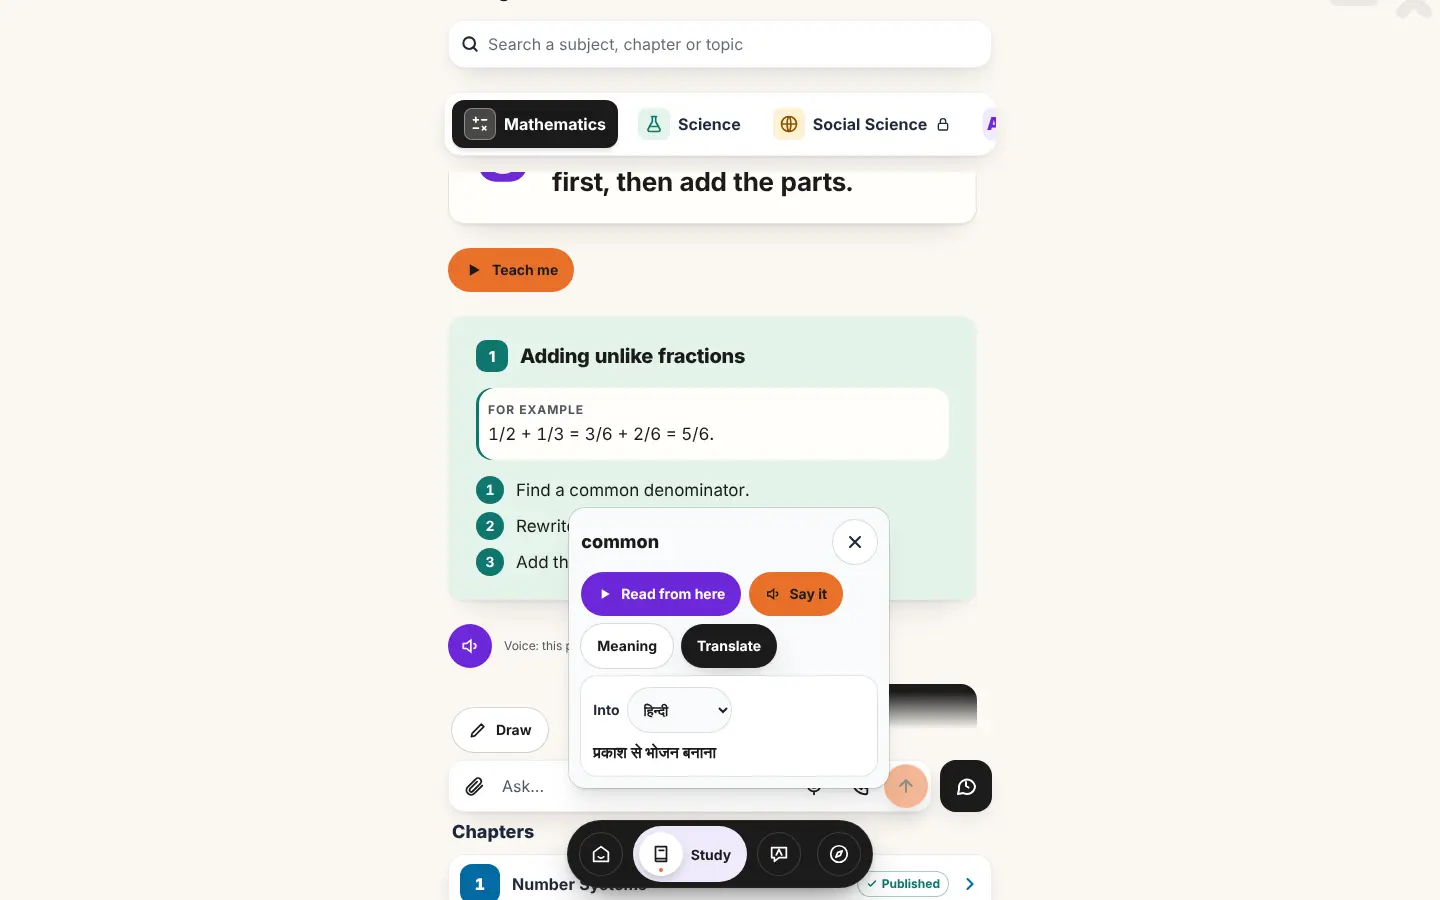 Search a subject, chapter or topic
Mathematics
Science
Social Science
first, then add the parts.
Teach me
1 Adding unlike fractions
FOR EXAMPLE
1/2 + 1/3 = 3/6 + 2/6 = 5/6.
1 Find a common denominator.
2
3 Add
common
Read from here
Say it
Meaning
Translate
Into हिन्दी
प्रकाश से भोजन बनाना
Voice: this
Draw
Ask...
Chapters
Study
1 Number Systems
Published